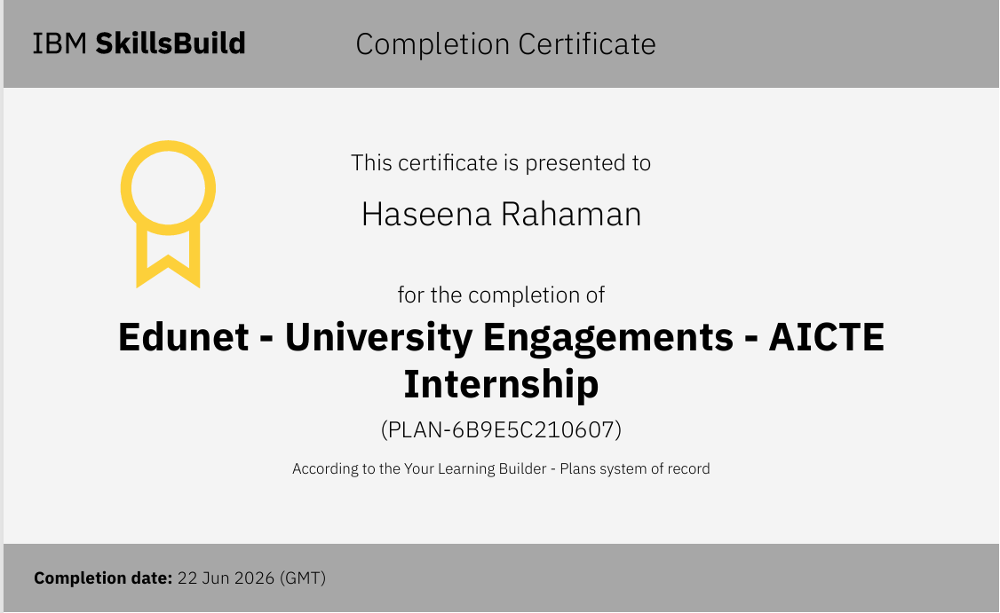 IBM SkillsBuild
Completion Certificate
This certificate is presented to
Haseena Rahaman
for the completion of
Edunet - University Engagements - AICTE
Internship
(PLAN-6B9E5C210607)
According to the Your Learning Builder - Plans system of record
Completion date: 22 Jun 2026 (GMT)